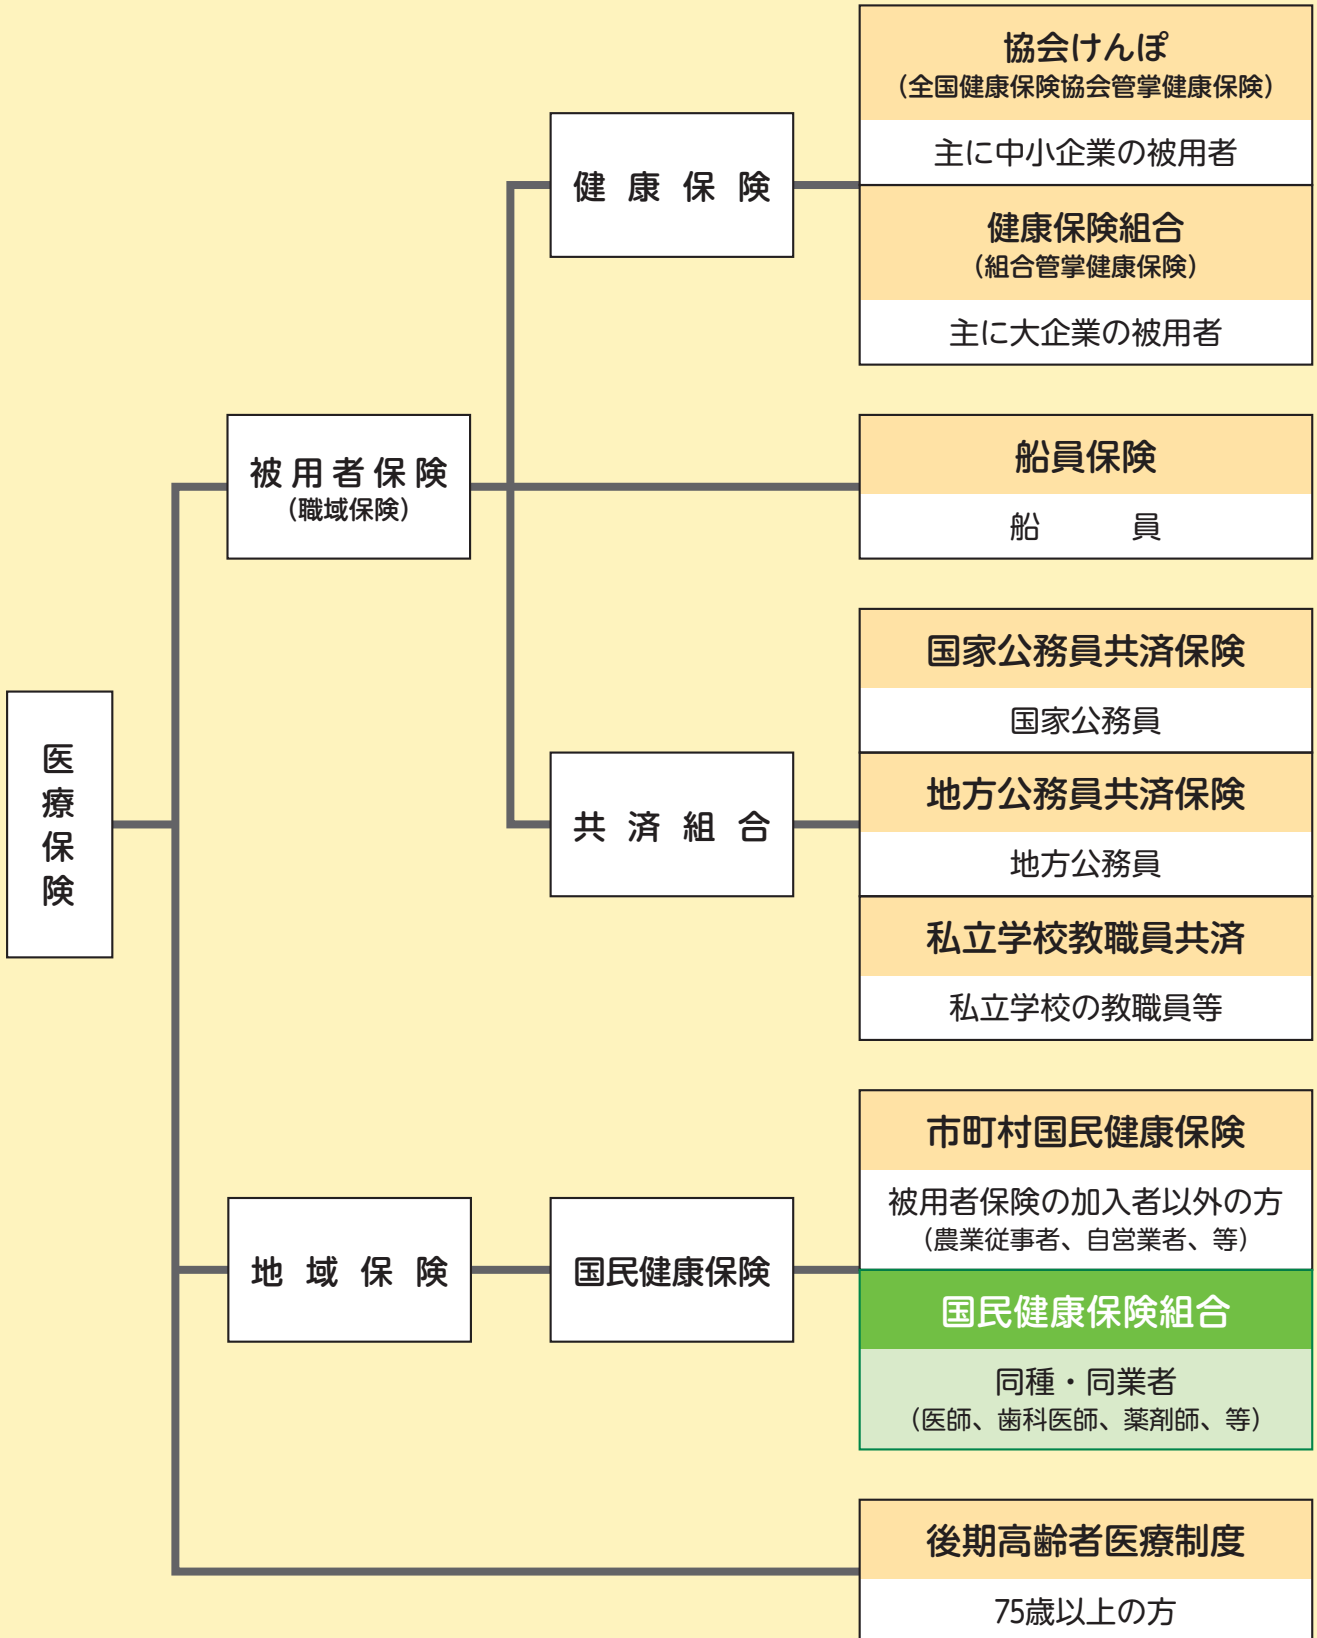 協会けんぽ
（全国健康保険協会管掌健康保険）
主に中小企業の被用者
健康保険
健康保険組合
（組合管掌健康保険）
主に大企業の被用者
被用者保険
（職域保険）
船員保険
船　員
国家公務員共済保険
国家公務員
共済組合
地方公務員共済保険
地方公務員
私立学校教職員共済
私立学校の教職員等
医療保険
市町村国民健康保険
被用者保険の加入者以外の方
（農業従事者、自営業者、等）
地域保険
国民健康保険
国民健康保険組合
同種・同業者
（医師、歯科医師、薬剤師、等）
後期高齢者医療制度
75歳以上の方